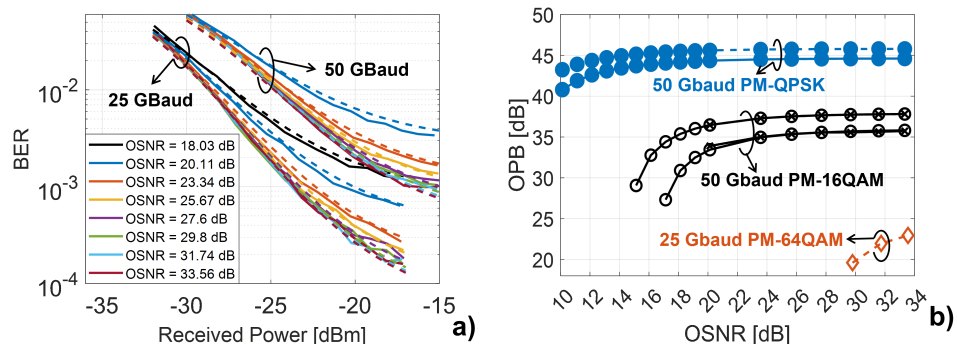 a)
BER
10⁻²
10⁻³
10⁻⁴
50 GBaud
25 GBaud
OSNR = 18.03 dB
OSNR = 20.11 dB
OSNR = 23.34 dB
OSNR = 25.67 dB
OSNR = 27.6 dB
OSNR = 29.8 dB
OSNR = 31.74 dB
OSNR = 33.56 dB
-35 -30 -25 -20 -15
Received Power [dBm]
b)
OPB [dB]
50
45
40
35
30
25
20
50 Gbaud PM-QPSK
50 Gbaud PM-16QAM
25 Gbaud PM-64QAM
10 12 14 16 18 20 22 24 26 28 30 32 34
OSNR [dB]